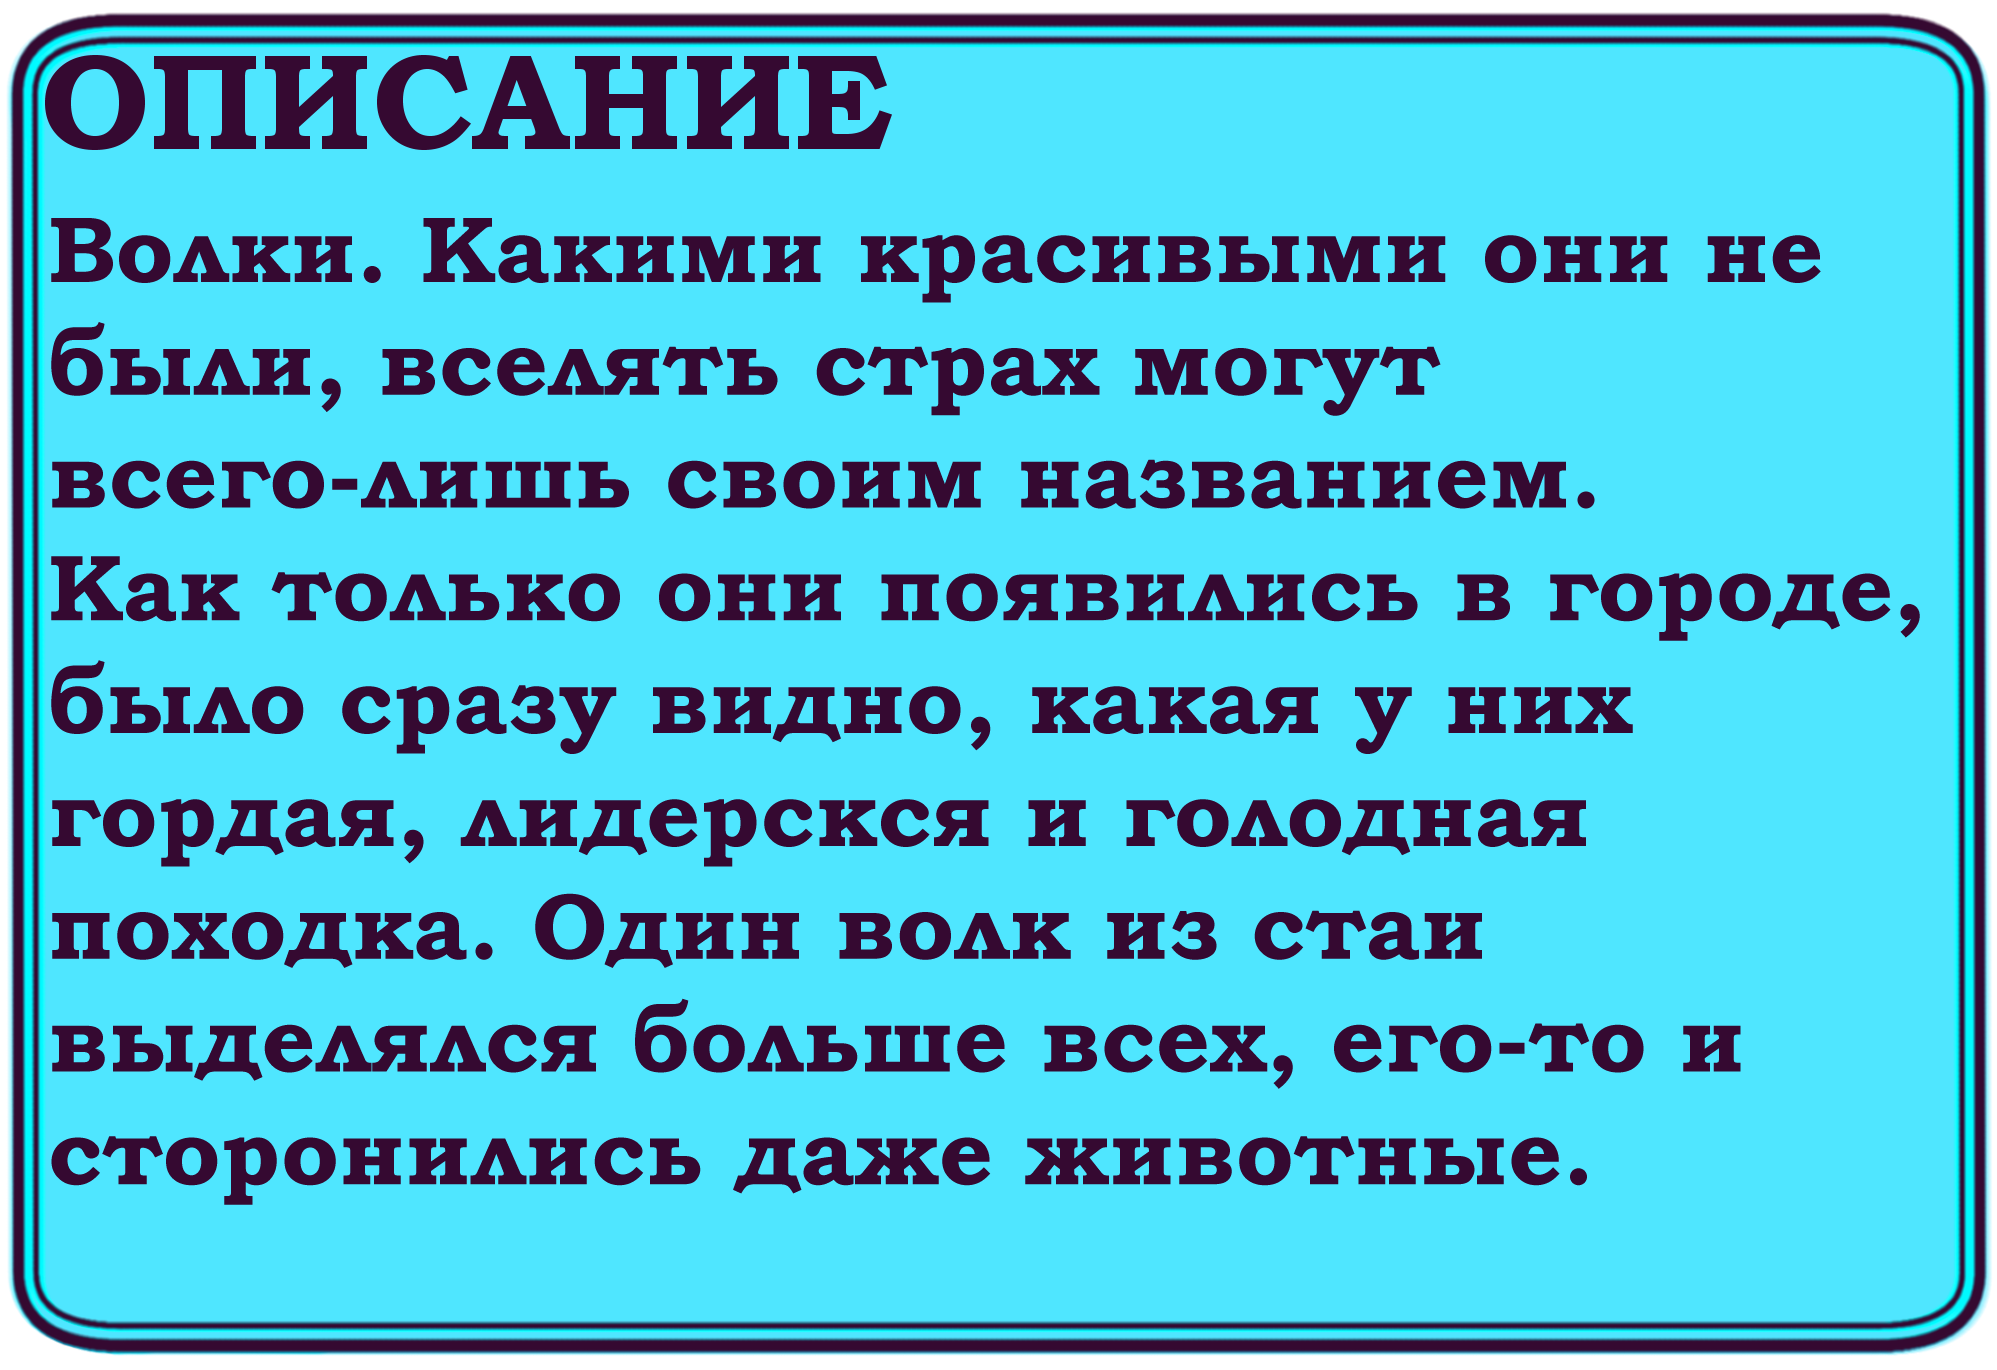 ОПИСАНИЕ
Волки. Какими красивыми они не
были, вселять страх могут
всего-лишь своим названием.
Как только они появились в городе,
было сразу видно, какая у них
гордая, лидерскся и голодная
походка. Один волк из стаи
выделялся больше всех, его-то и
сторонились даже животные.